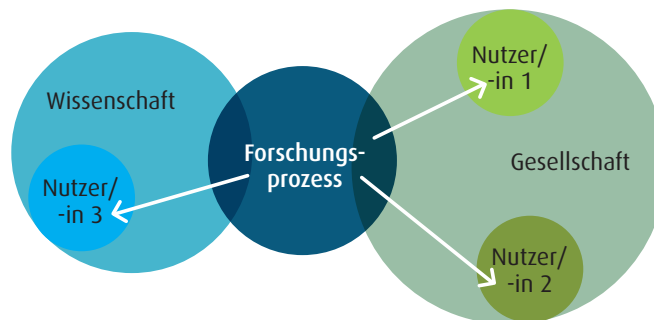 Wissenschaft
Nutzer/
-in 3
Forschungs-
prozess
Nutzer/
-in 1
Gesellschaft
Nutzer/
-in 2